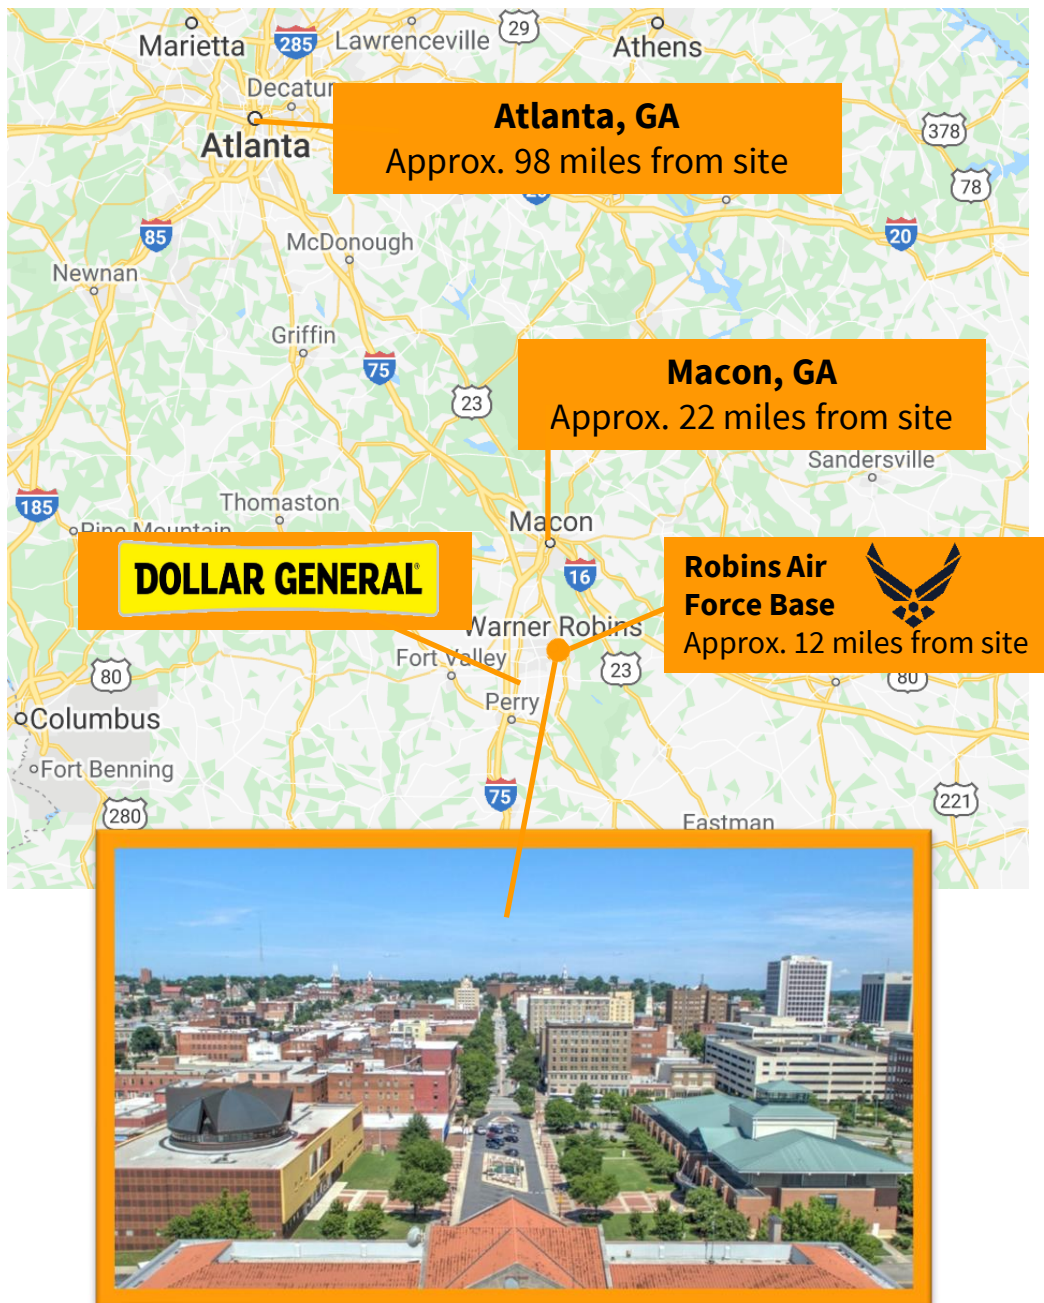 29
Marietta
285
Lawrenceville
Athens
Decatur
Atlanta, GA
Approx. 98 miles from site
378
Atlanta
78
85
McDonough
20
Newnan
Griffin
75
Macon, GA
Approx. 22 miles from site
23
Sandersville
185
Thomaston
Pine Mountain
Macon
DOLLAR GENERAL®
16
Robins Air
Force Base
Approx. 12 miles from site
Warner Robins
Fort Valley
23
80
80
Perry
Columbus
Fort Benning
75
221
280
Eastman